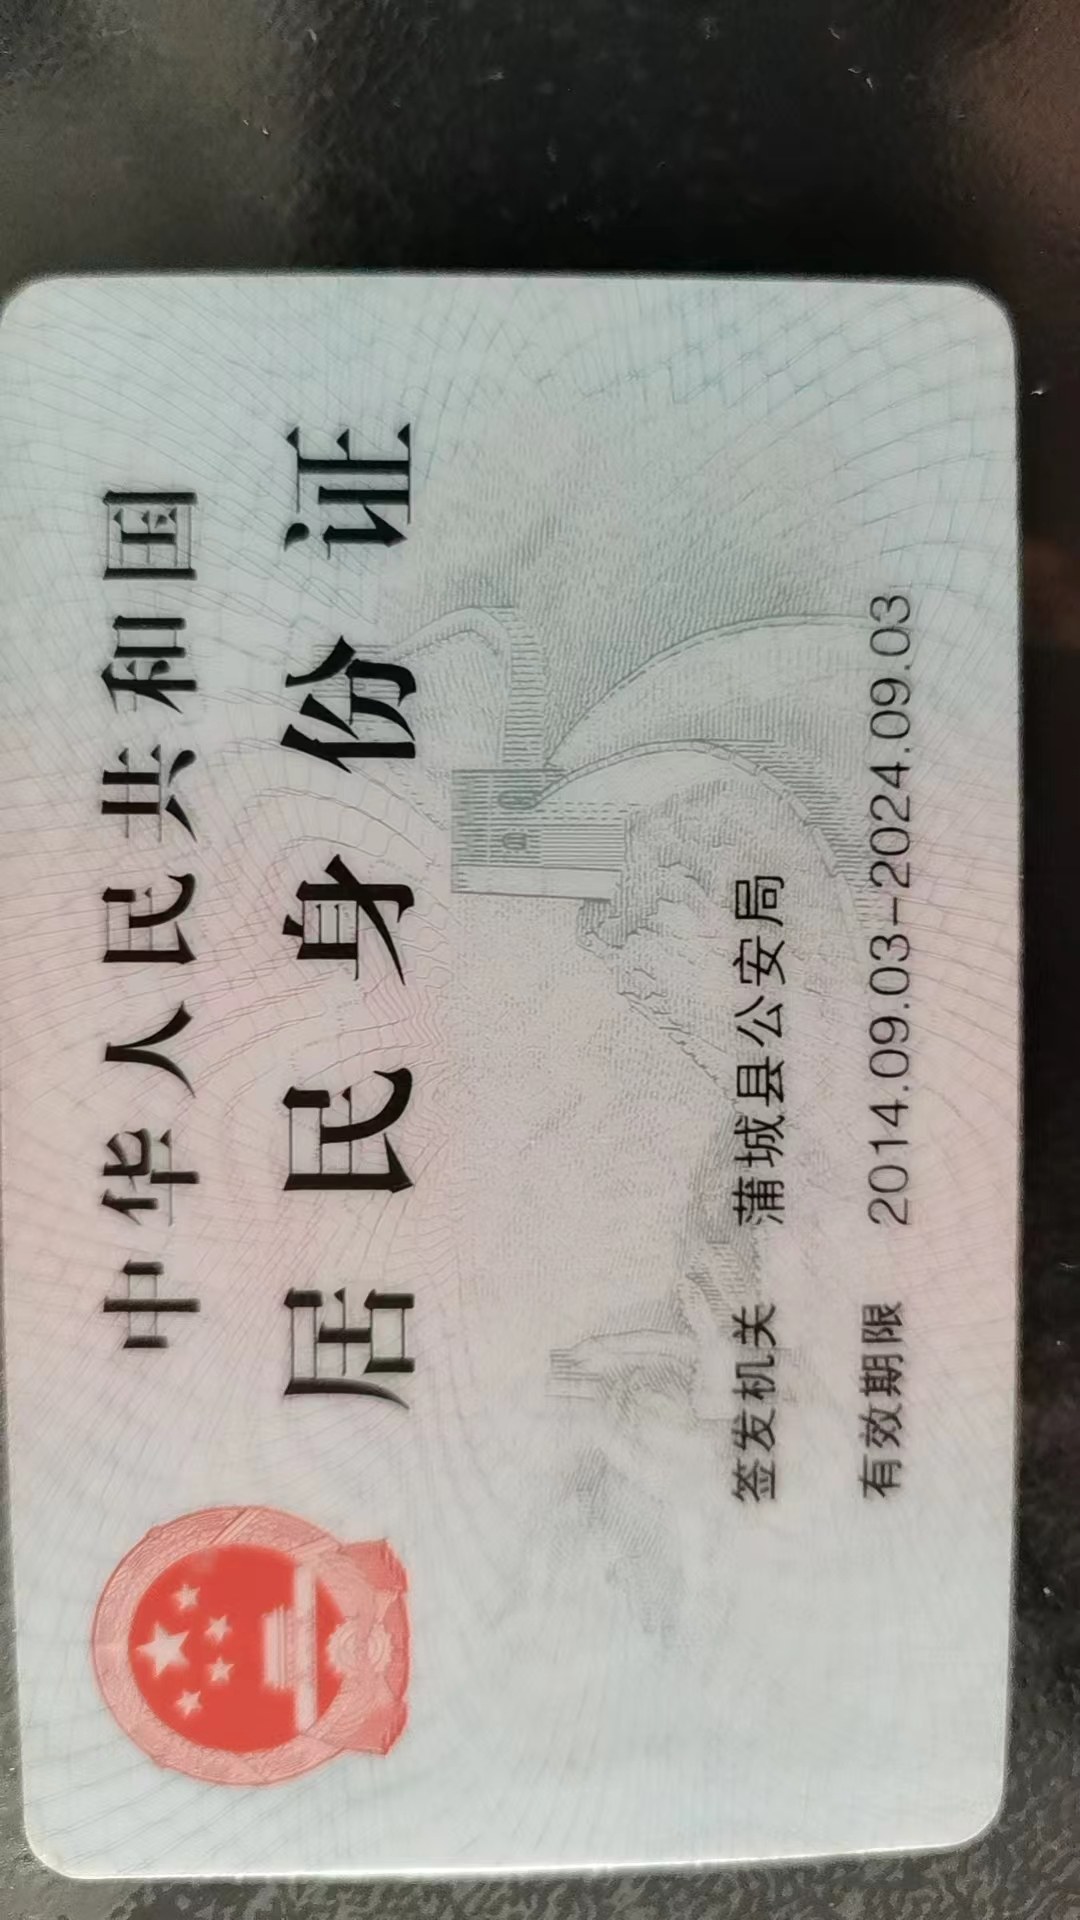 中华人民共和国
居民身份证
签发机关 蒲城县公安局
有效期限 2014.09.03-2024.09.03